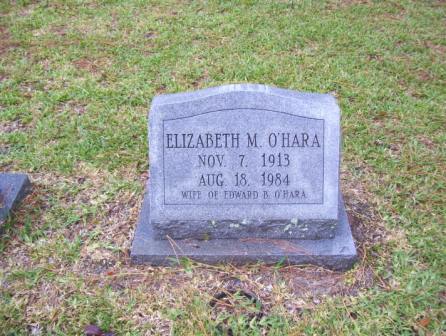 ELIZABETH M. O'HARA
NOV. 7, 1913
AUG. 18, 1984
WIFE OF EDWARD B. O'HARA